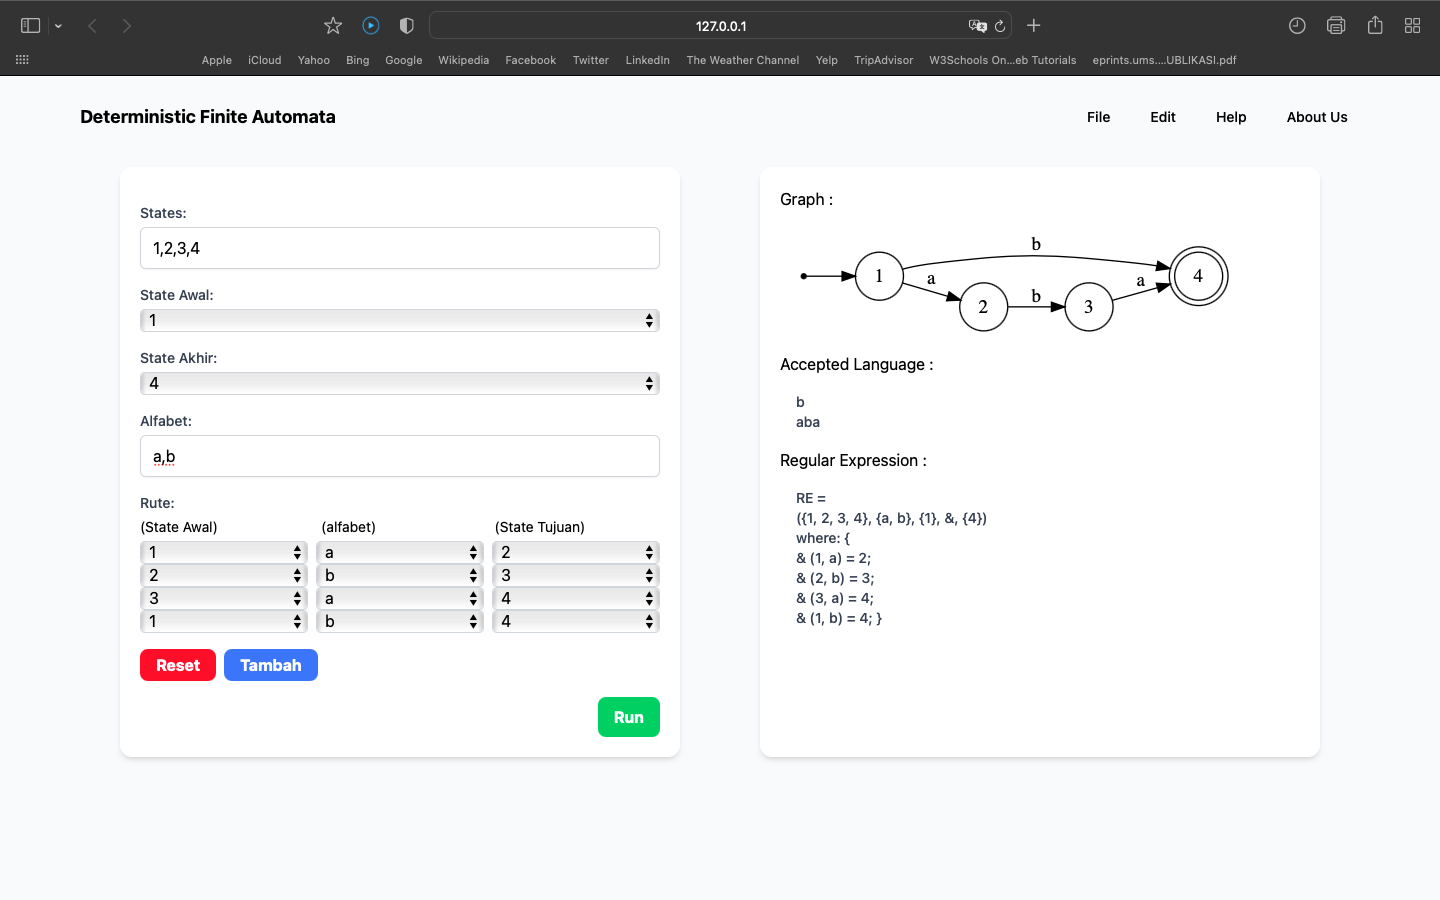 127.0.0.1
Apple iCloud Yahoo Bing Google Wikipedia Facebook Twitter LinkedIn The Weather Channel Yelp TripAdvisor W3Schools On...eb Tutorials eprints.ums....UBLIKASI.pdf
Deterministic Finite Automata
File Edit Help About Us
States:
1,2,3,4
State Awal:
1
State Akhir:
4
Alfabet:
a,b
Rute:
(State Awal) (alfabet) (State Tujuan)
1 a 2
2 b 3
3 a 4
1 b 4
Reset Tambah
Run
Graph :
b
1 a 2 b 3 a 4
Accepted Language :
b
aba
Regular Expression :
RE =
({1, 2, 3, 4}, {a, b}, {1}, &, {4})
where: {
& (1, a) = 2;
& (2, b) = 3;
& (3, a) = 4;
& (1, b) = 4; }